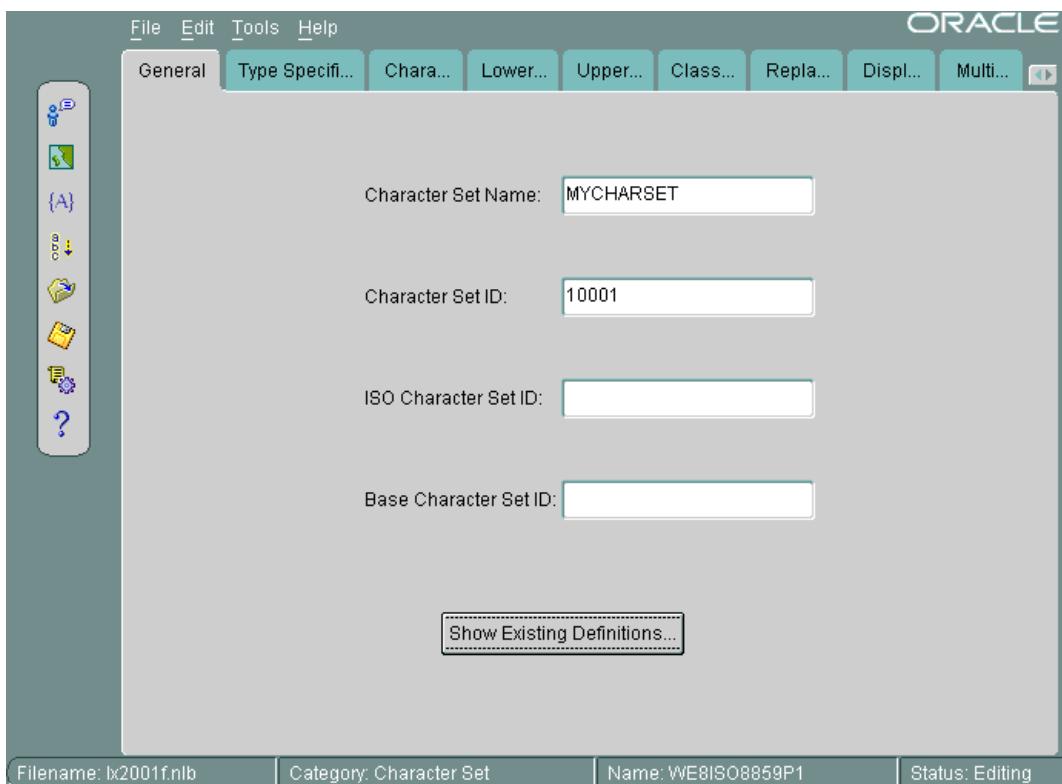 File Edit Tools Help
ORACLE
General Type Specifi... Chara... Lower... Upper... Class... Repla... Displ... Multi...
{A}
a
b
c
?
Character Set Name: MYCHARSET
Character Set ID: 10001
ISO Character Set ID:
Base Character Set ID:
Show Existing Definitions...
Filename: lx2001f.nlb Category: Character Set Name: WE8ISO8859P1 Status: Editing